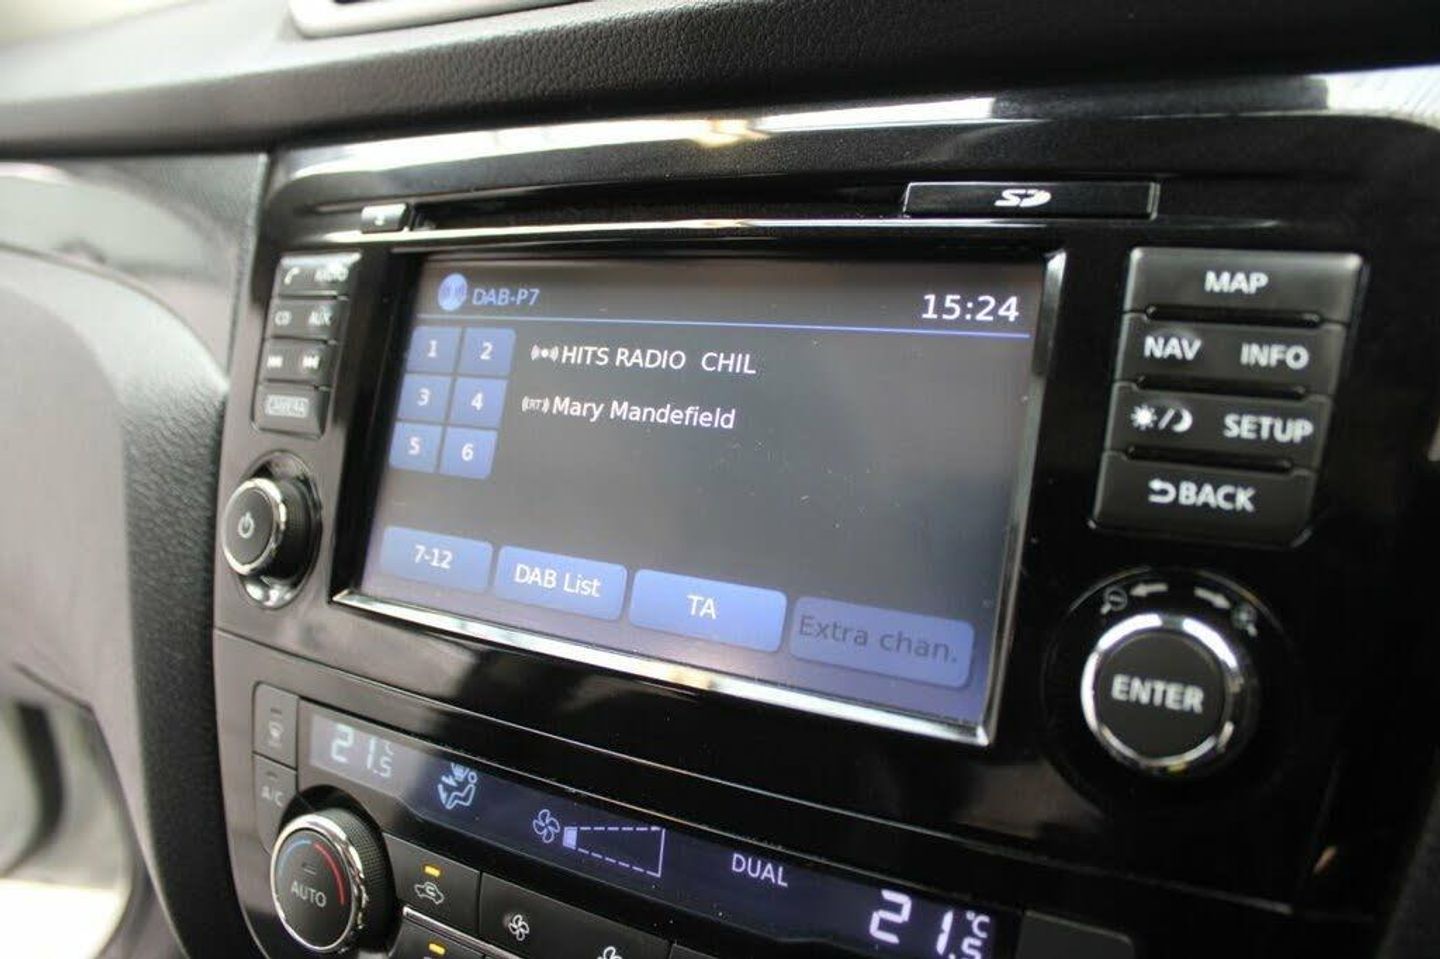 SD
DAB-P7
15:24
1 2
3 4
5 6
HITS RADIO CHIL
(RT) Mary Mandefield
7-12
DAB List
TA
Extra chan.
CD AUX
CAMERA
MAP
NAV INFO
SETUP
BACK
ENTER
21.5
A/C
AUTO
DUAL
21.5 °C